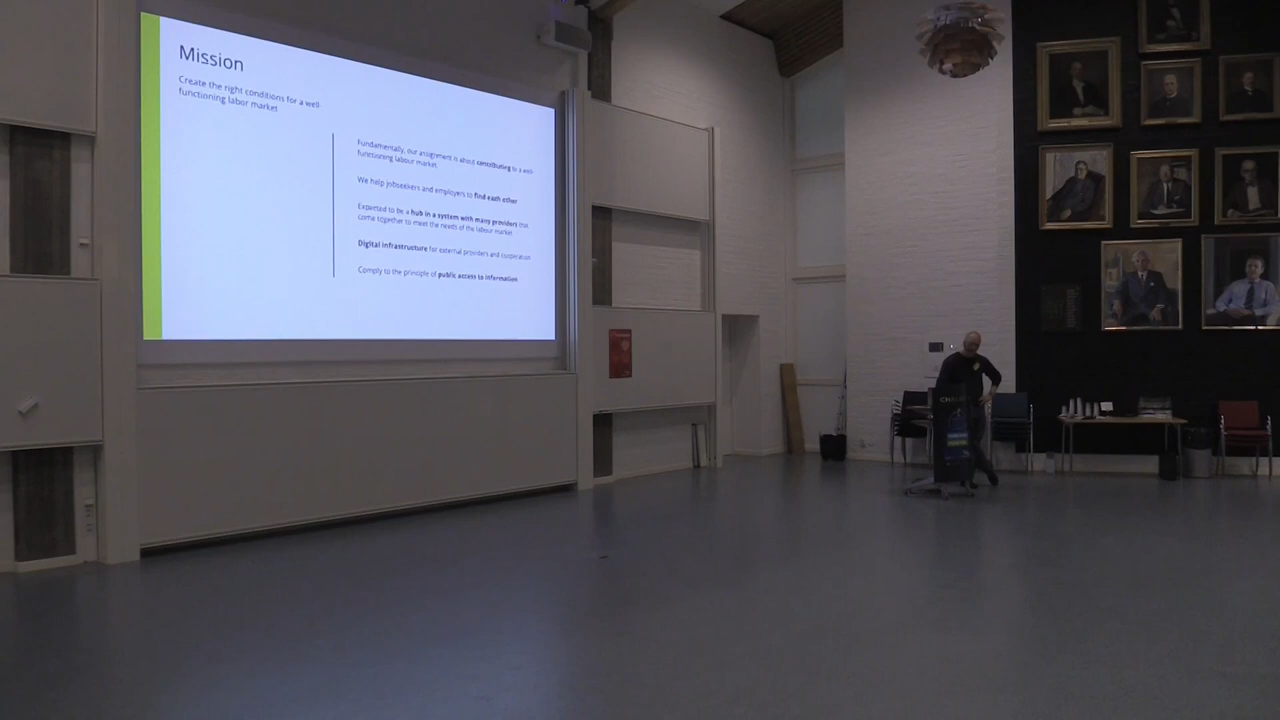 Mission
Create the right conditions for a well-
functioning labor market
Fundamentally, our assignment is about contributing to a well-
functioning labour market.
We help jobseekers and employers to find each other
Expected to be a hub in a system with many providers that
come together to meet the needs of the labour market
Digital infrastructure for external providers and cooperation
Comply to the principle of public access to information